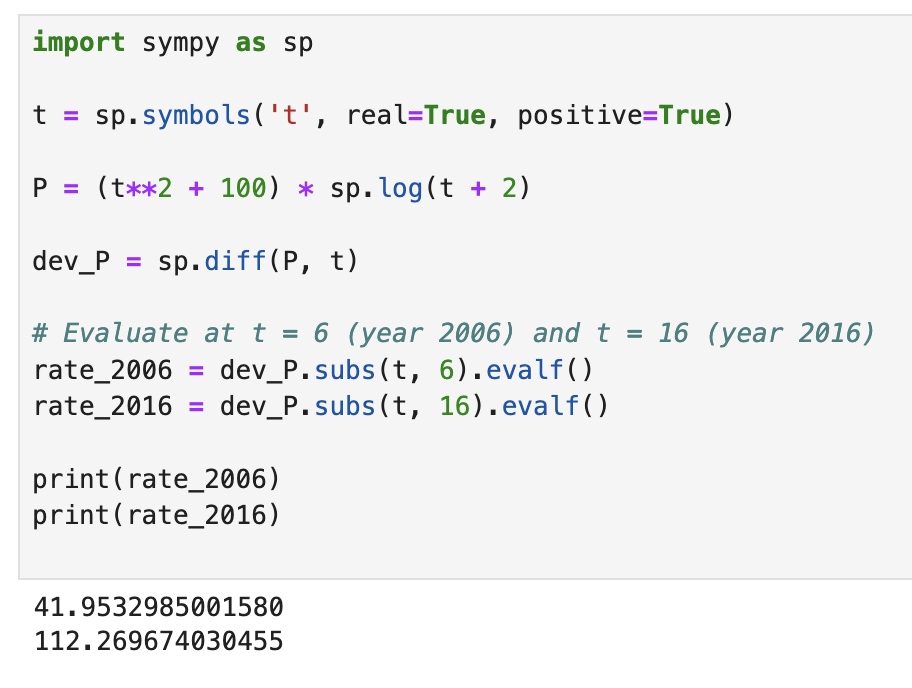 import sympy as sp
t = sp.symbols('t', real=True, positive=True)
P = (t**2 + 100) * sp.log(t + 2)
dev_P = sp.diff(P, t)
# Evaluate at t = 6 (year 2006) and t = 16 (year 2016)
rate_2006 = dev_P.subs(t, 6).evalf()
rate_2016 = dev_P.subs(t, 16).evalf()
print(rate_2006)
print(rate_2016)
41.9532985001580
112.269674030455